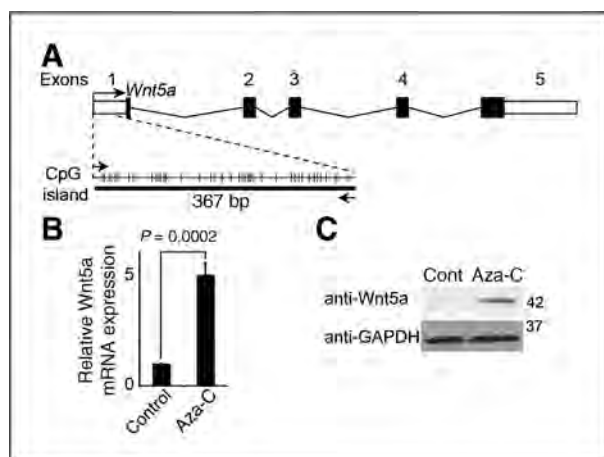 A
Exons 1 2 3 4 5
Wnt5a
CpG
island
367 bp
B
P = 0.0002
Relative Wnt5a
mRNA expression
5
0
Control
Aza-C
C
Cont Aza-C
anti-Wnt5a 42
37
anti-GAPDH